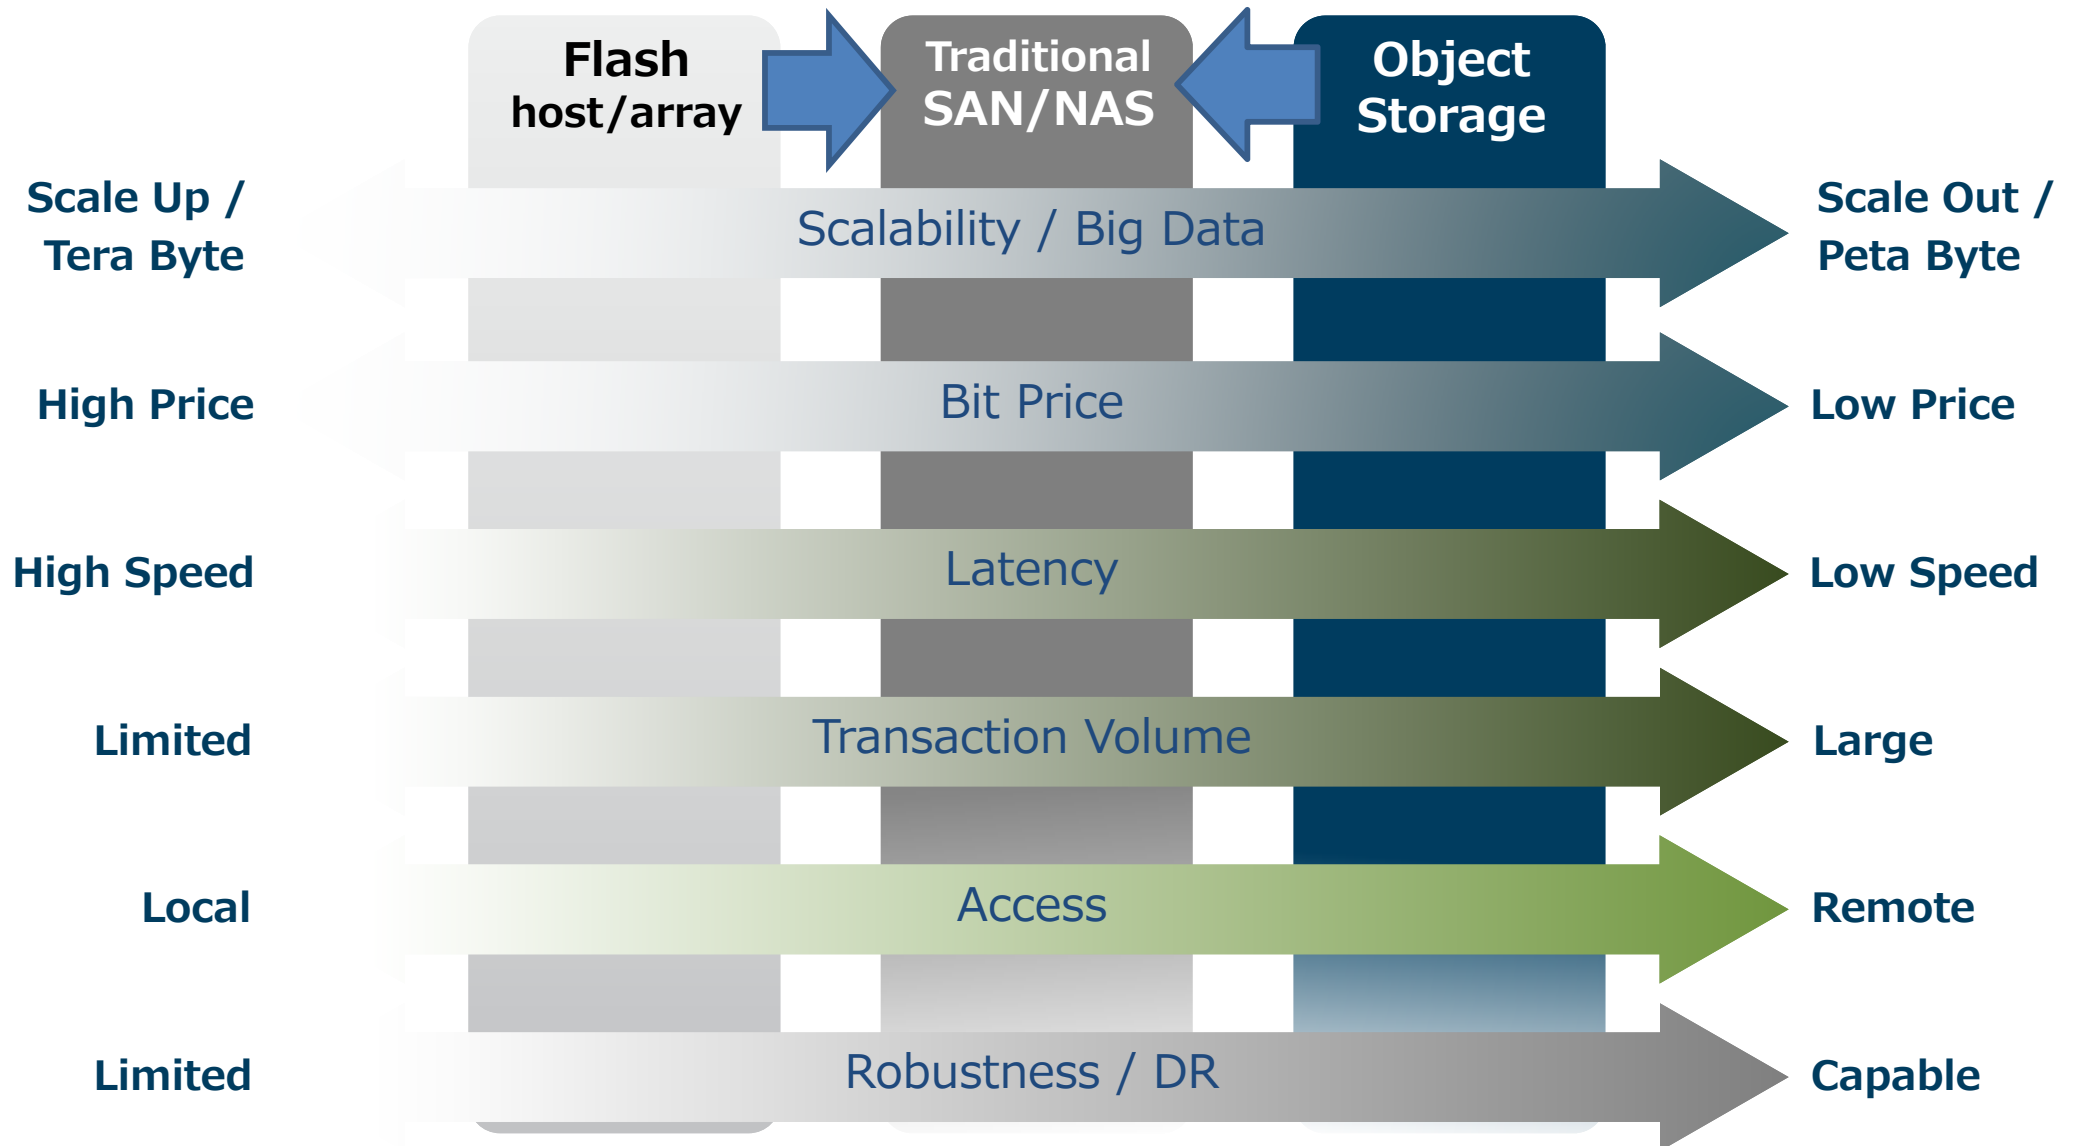 Flash
host/array
Traditional
SAN/NAS
Object
Storage
Scale Up /
Tera Byte
Scalability / Big Data
Scale Out /
Peta Byte
High Price
Bit Price
Low Price
High Speed
Latency
Low Speed
Limited
Transaction Volume
Large
Local
Access
Remote
Limited
Robustness / DR
Capable